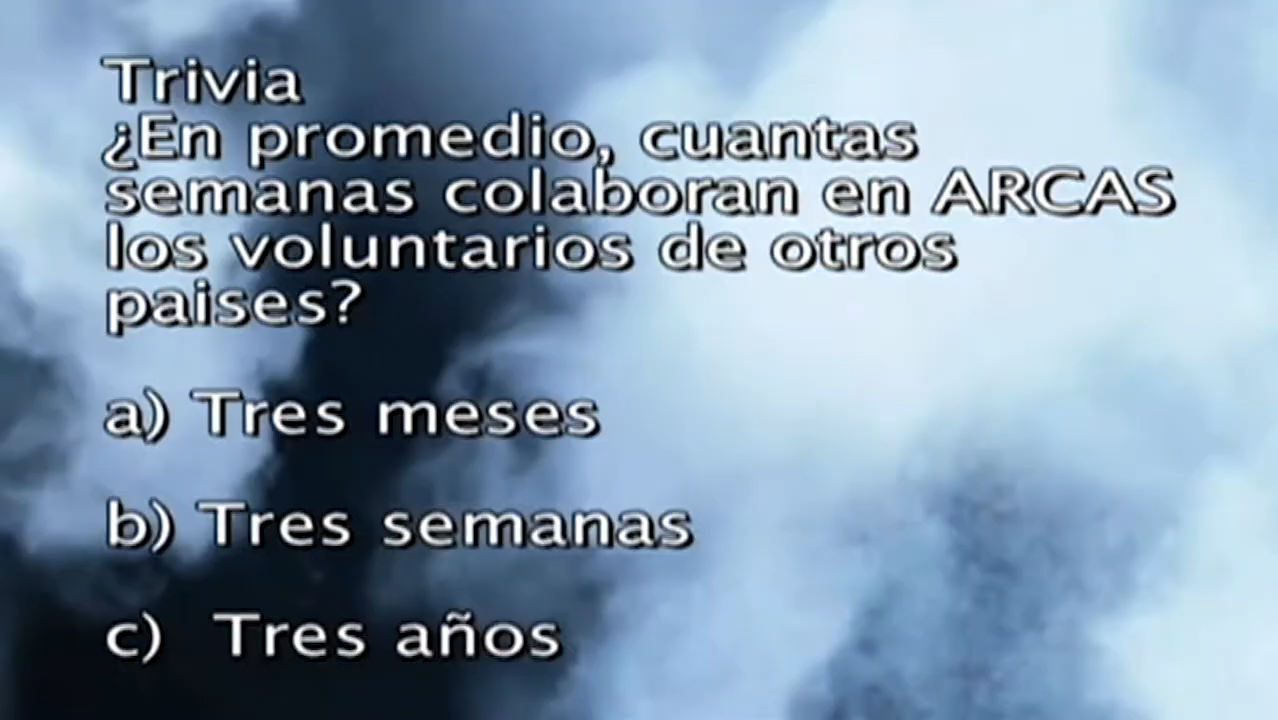 Trivia
¿En promedio, cuantas
semanas colaboran en ARCAS
los voluntarios de otros
paises?
a) Tres meses
b) Tres semanas
c) Tres años